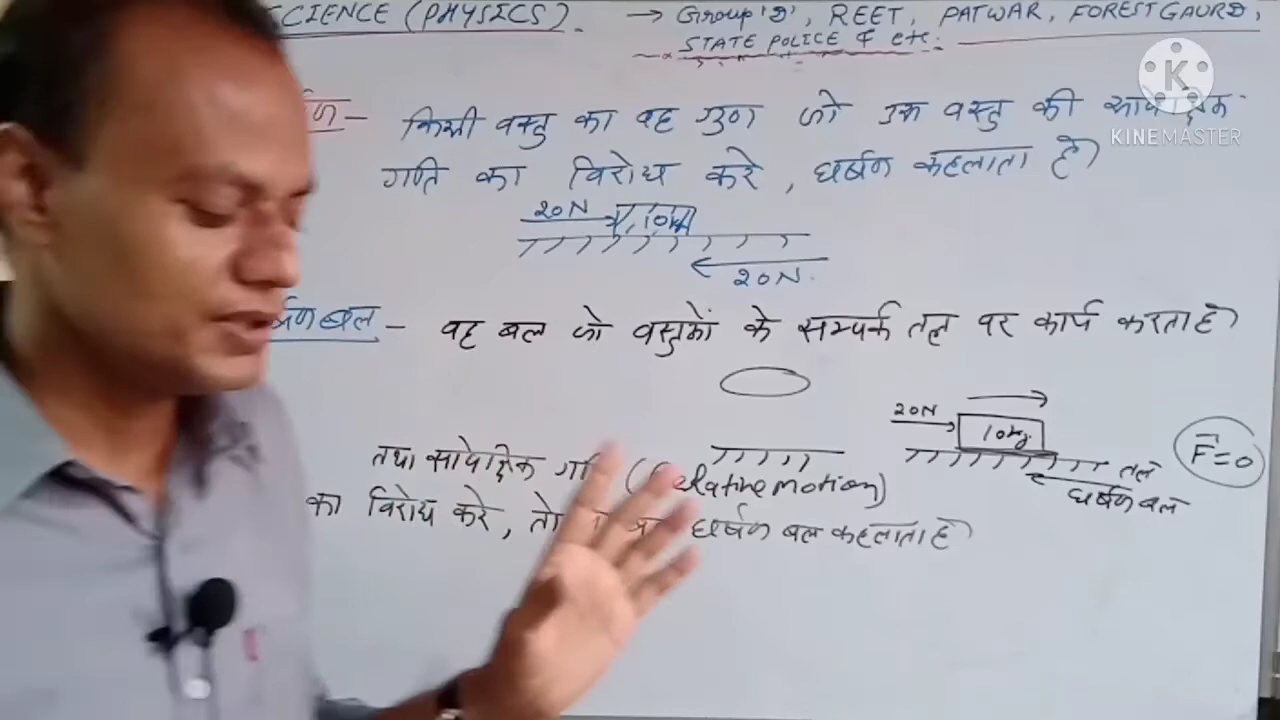 SCIENCE (PHYSICS). → Group 'D', REET, PATWAR, FOREST GAURD,
STATE POLICE & etc.
K
KINEMASTER
किसी वस्तु का वह गुण जो उस वस्तु की
गति का विरोध करे, घर्षण कहलाता है।
20N 10kg
20N.
र्षण बल – वह बल जो वस्तुओं के सम्पर्क तल पर कार्य करता है।
20N 10kg. तल
घर्षण बल
F=0
तथा सापेक्षिक (Relative motion)
का विरोध करे, तो घर्षण बल कहलाता है।